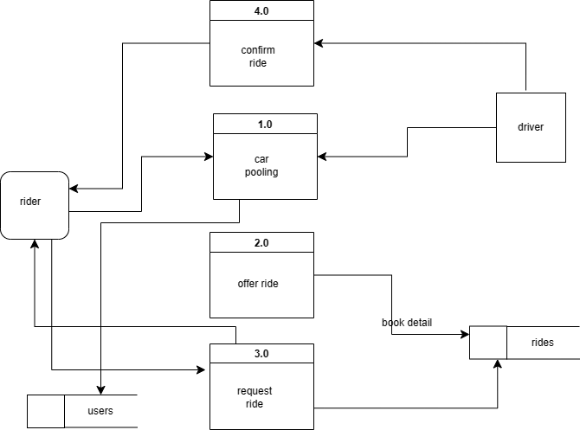 4.0
confirm
ride
1.0
car
pooling
driver
rider
2.0
offer ride
book detail
rides
3.0
request
ride
users